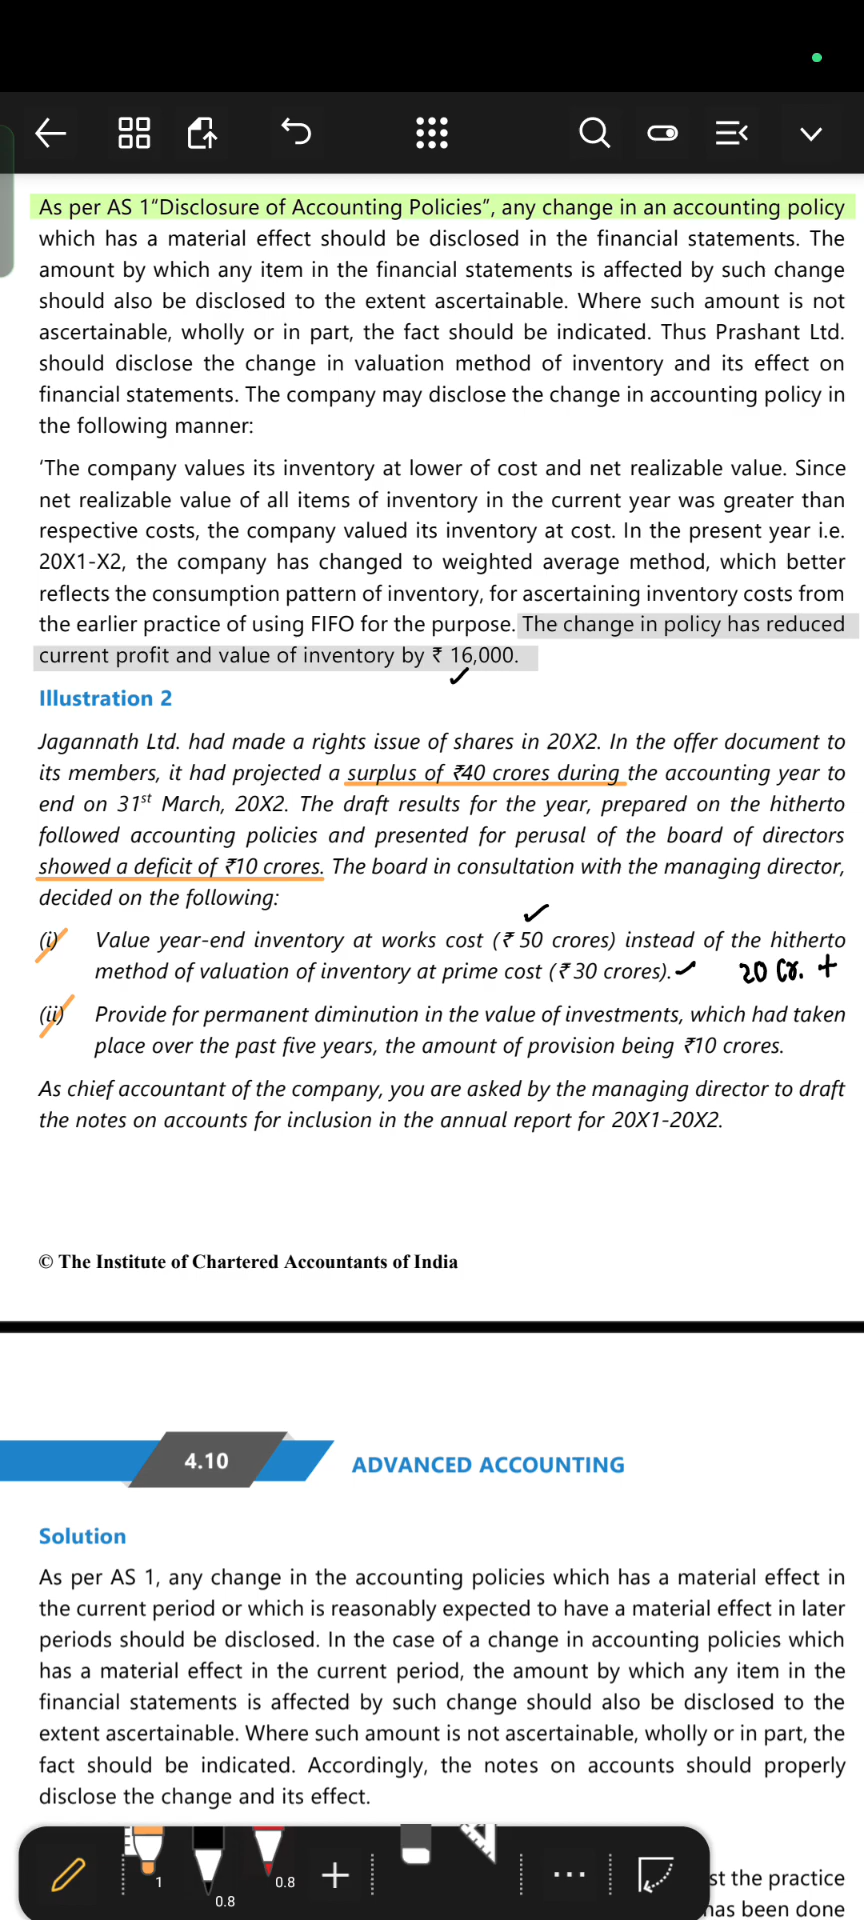 As per AS 1“Disclosure of Accounting Policies”, any change in an accounting policy
which has a material effect should be disclosed in the financial statements. The
amount by which any item in the financial statements is affected by such change
should also be disclosed to the extent ascertainable. Where such amount is not
ascertainable, wholly or in part, the fact should be indicated. Thus Prashant Ltd.
should disclose the change in valuation method of inventory and its effect on
financial statements. The company may disclose the change in accounting policy in
the following manner:
‘The company values its inventory at lower of cost and net realizable value. Since
net realizable value of all items of inventory in the current year was greater than
respective costs, the company valued its inventory at cost. In the present year i.e.
20X1-X2, the company has changed to weighted average method, which better
reflects the consumption pattern of inventory, for ascertaining inventory costs from
the earlier practice of using FIFO for the purpose. The change in policy has reduced
current profit and value of inventory by ₹ 16,000.
Illustration 2
Jagannath Ltd. had made a rights issue of shares in 20X2. In the offer document to
its members, it had projected a surplus of ₹40 crores during the accounting year to
end on 31st March, 20X2. The draft results for the year, prepared on the hitherto
followed accounting policies and presented for perusal of the board of directors
showed a deficit of ₹10 crores. The board in consultation with the managing director,
decided on the following:
(i) Value year-end inventory at works cost (₹ 50 crores) instead of the hitherto
method of valuation of inventory at prime cost (₹ 30 crores). 20 Cr. +
(ii) Provide for permanent diminution in the value of investments, which had taken
place over the past five years, the amount of provision being ₹10 crores.
As chief accountant of the company, you are asked by the managing director to draft
the notes on accounts for inclusion in the annual report for 20X1-20X2.
© The Institute of Chartered Accountants of India
4.10 ADVANCED ACCOUNTING
Solution
As per AS 1, any change in the accounting policies which has a material effect in
the current period or which is reasonably expected to have a material effect in later
periods should be disclosed. In the case of a change in accounting policies which
has a material effect in the current period, the amount by which any item in the
financial statements is affected by such change should also be disclosed to the
extent ascertainable. Where such amount is not ascertainable, wholly or in part, the
fact should be indicated. Accordingly, the notes on accounts should properly
disclose the change and its effect.
1 0.8 0.8
the practice
been done